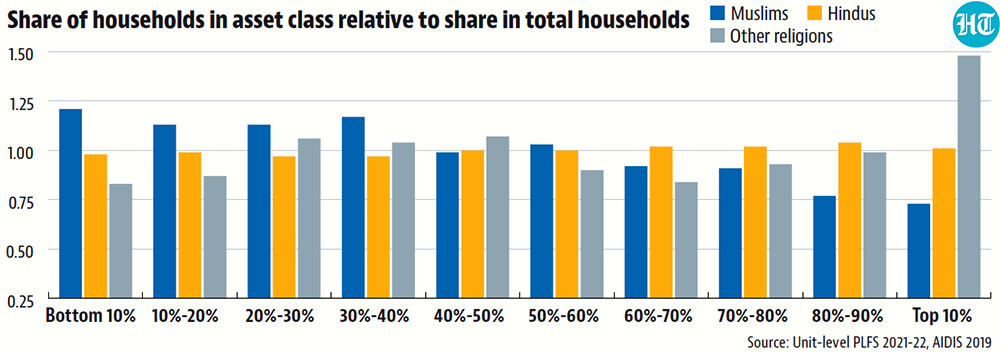 Share of households in asset class relative to share in total households
Muslims Hindus
Other religions
HT
1.50
1.25
1.00
0.75
0.50
0.25
Bottom 10% 10%-20% 20%-30% 30%-40% 40%-50% 50%-60% 60%-70% 70%-80% 80%-90% Top 10%
Source: Unit-level PLFS 2021-22, AIDIS 2019